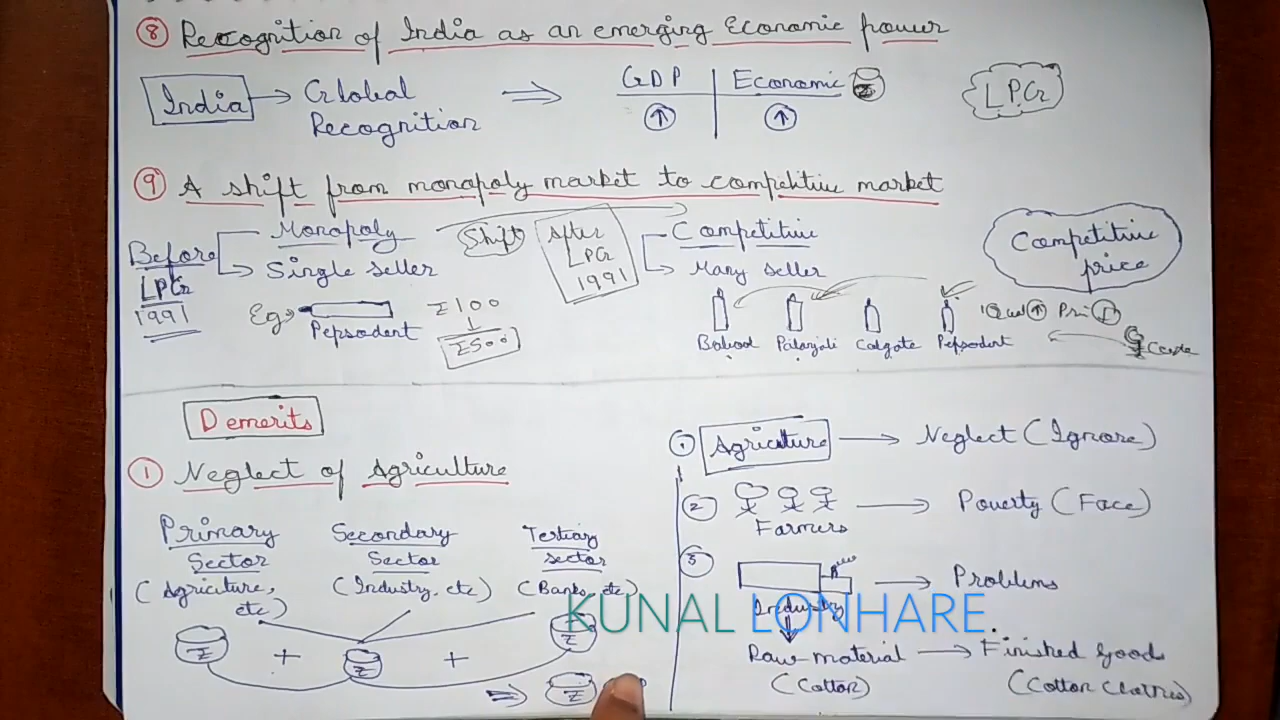 8 Recognition of India as an emerging Economic power
India → Global Recognition ⇒
GDP | Economic
↑ | ↑
LPG
9 A shift from monopoly market to competitive market
Before LPG 1991
Monopoly
Single seller
Shift
After LPG 1991
Competitive
Many seller
Competitive price
Eg → Pepsodent
₹100
₹500
Patanjali Colgate Pepsodent
Demerits
1 Neglect of Agriculture
Primary Sector
(Agriciture, etc)
Secondary Sector
(Industry, etc)
Tertiary sector
(Banks, etc)
+ +
1 Agriculture → Neglect (Ignore)
2 Farmers → Poverty (Face)
3 Industry → Problems
Raw material → Finished Goods
(Cotton) (Cotton Clothes)
KUNAL LONHARE